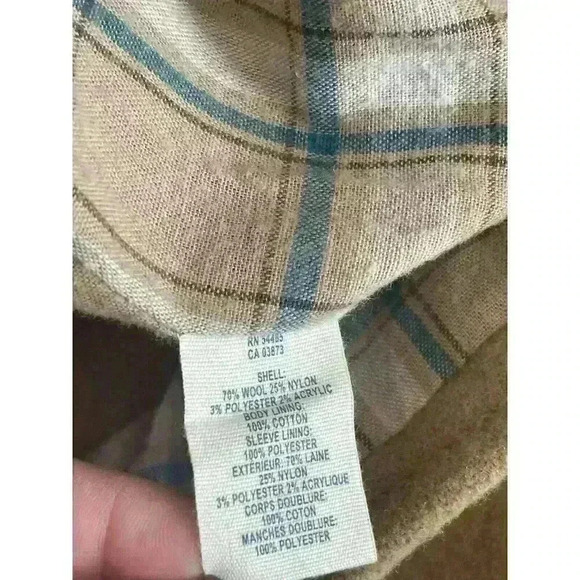 RN 54485
CA 03873
SHELL:
70% WOOL 25% NYLON
3% POLYESTER 2% ACRYLIC
BODY LINING:
100% COTTON
SLEEVE LINING:
100% POLYESTER
EXTÉRIEUR: 70% LAINE
25% NYLON
3% POLYESTER 2% ACRYLIQUE
CORPS DOUBLURE:
100% COTON
MANCHES DOUBLURE:
100% POLYESTER